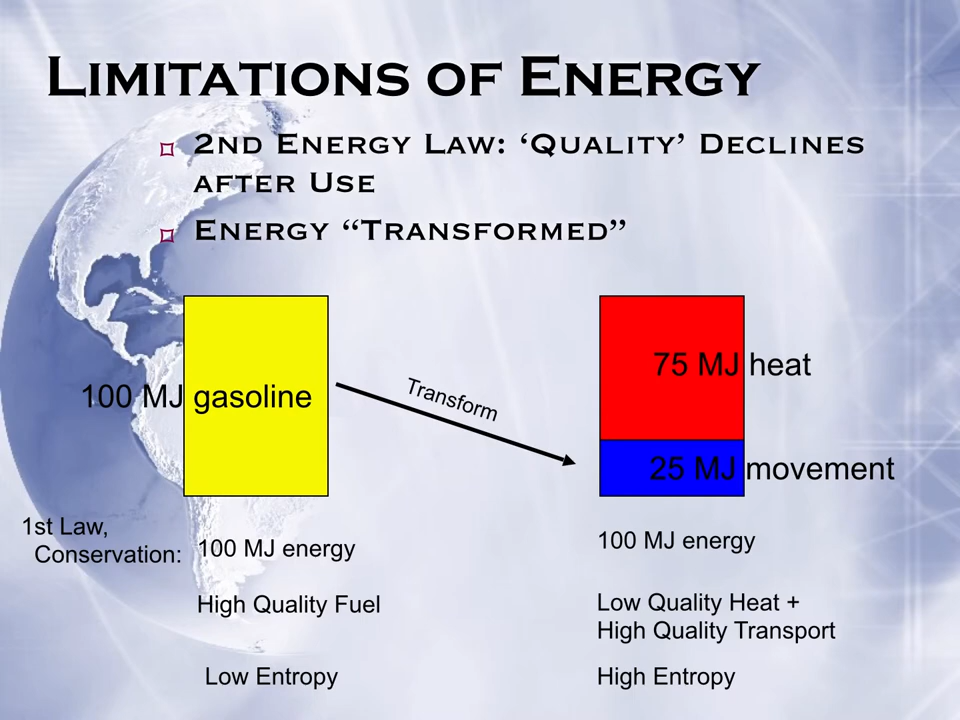 Limitations of Energy
2nd Energy Law: ‘Quality’ Declines
after Use
Energy “Transformed”
100 MJ gasoline
Transform
75 MJ heat
25 MJ movement
1st Law,
Conservation:
100 MJ energy
100 MJ energy
High Quality Fuel
Low Quality Heat +
High Quality Transport
Low Entropy
High Entropy